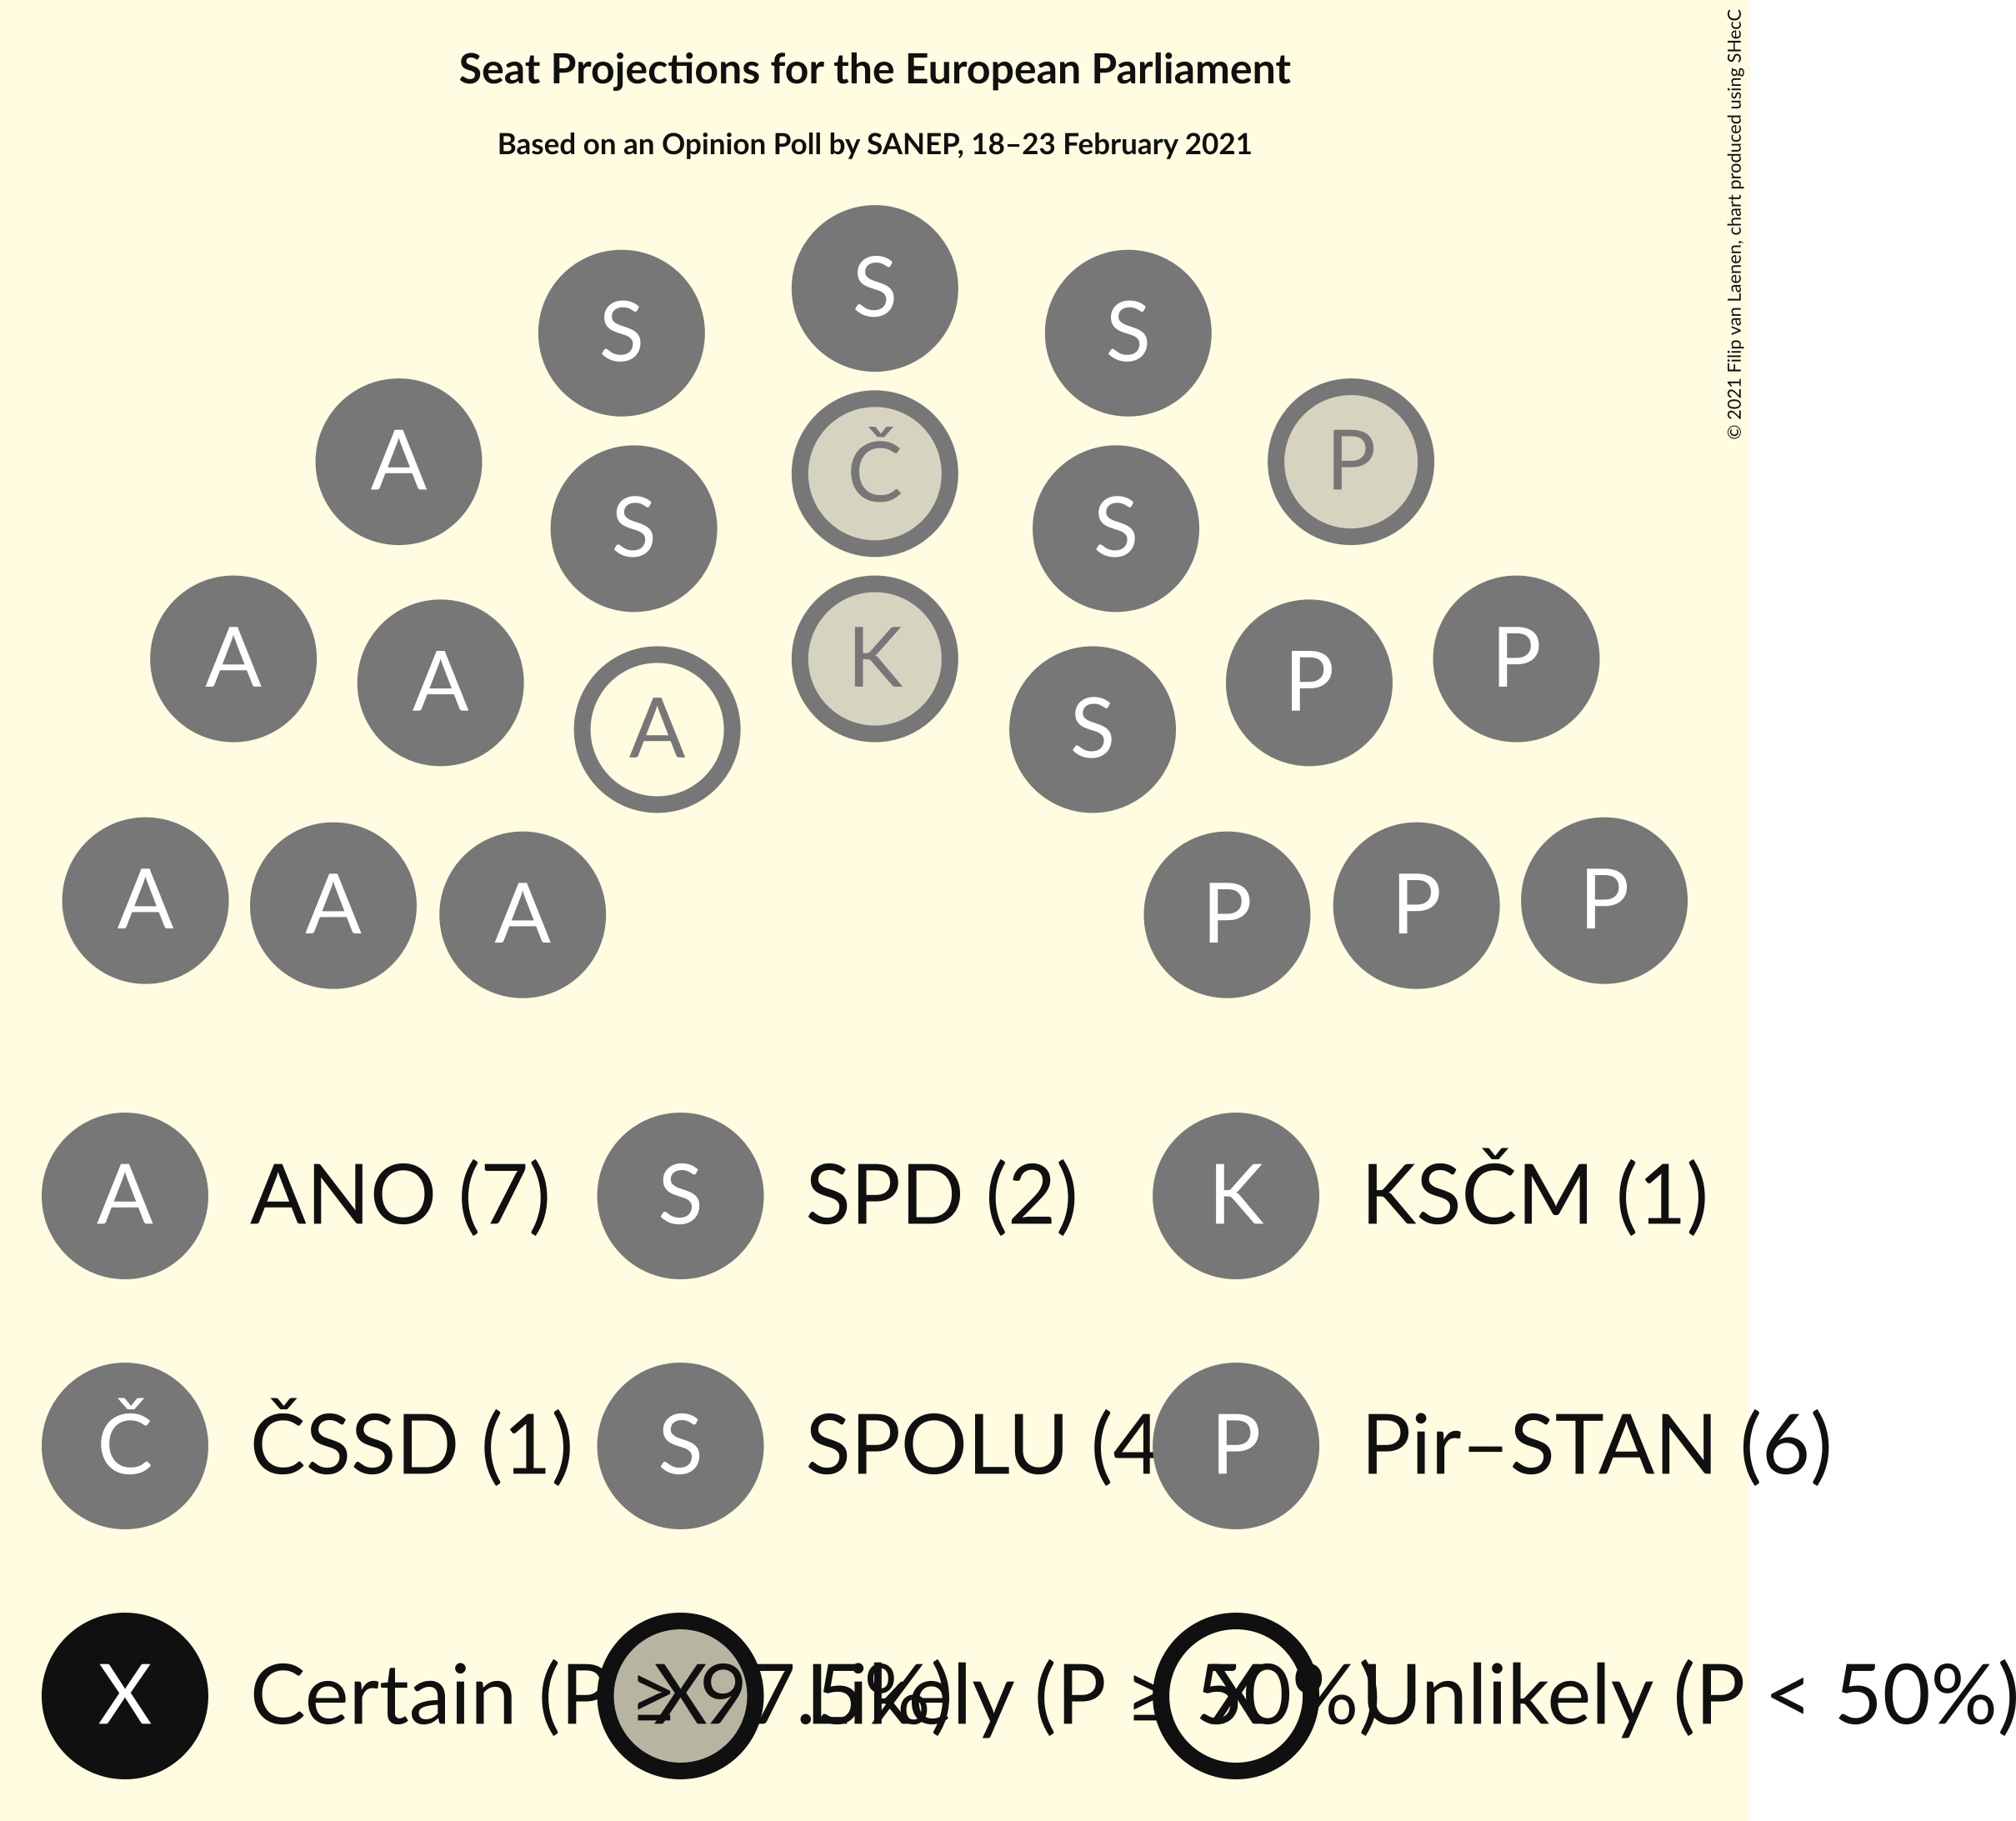 Seat Projections for the European Parliament
Based on an Opinion Poll by SANEP, 18–23 February 2021
© 2021 Filip van Laenen, chart produced using SHecC
S
S S
A P
Č
S S
A K P
A P
A S
A P
A P
A P
A ANO (7) S SPD (2) K KSČM (1)
Č ČSSD (1) S SPOLU (4 P Pir–STAN (6)
X Certain (P ≥ 97.5%) X Likely (P ≥ 50%) X Unlikely (P < 50%)